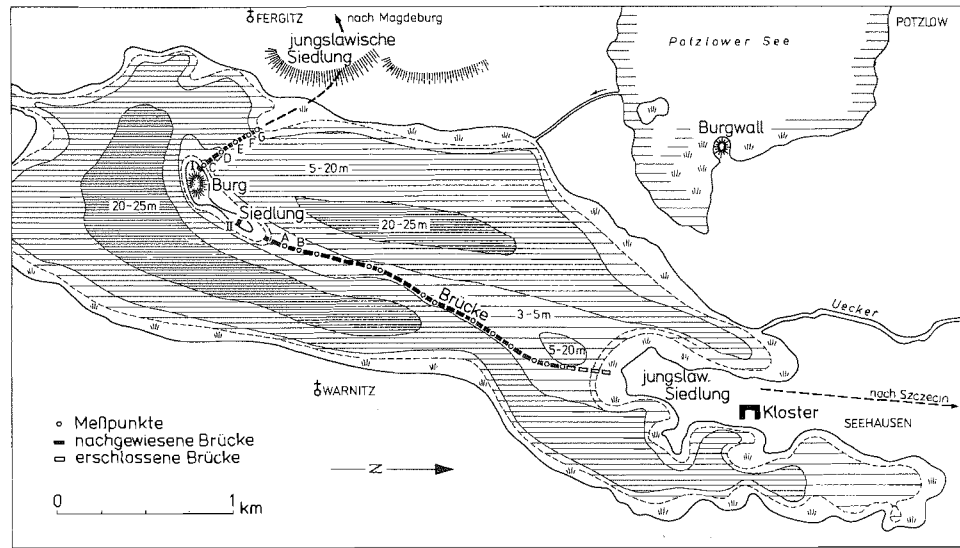 FERGITZ
nach Magdeburg
jungslawische
Siedlung
POTZLOW
Potzlower See
Burgwall
G
F
E
D
C
I
Burg
5-20m
20-25m
Siedlung
II
A B
20-25m
Brücke
3-5m
5-20m
Uecker
jungslaw.
Siedlung
nach Szczecin
Kloster
SEEHAUSEN
WARNITZ
Meßpunkte
nachgewiesene Brücke
erschlossene Brücke
N
0 1
km